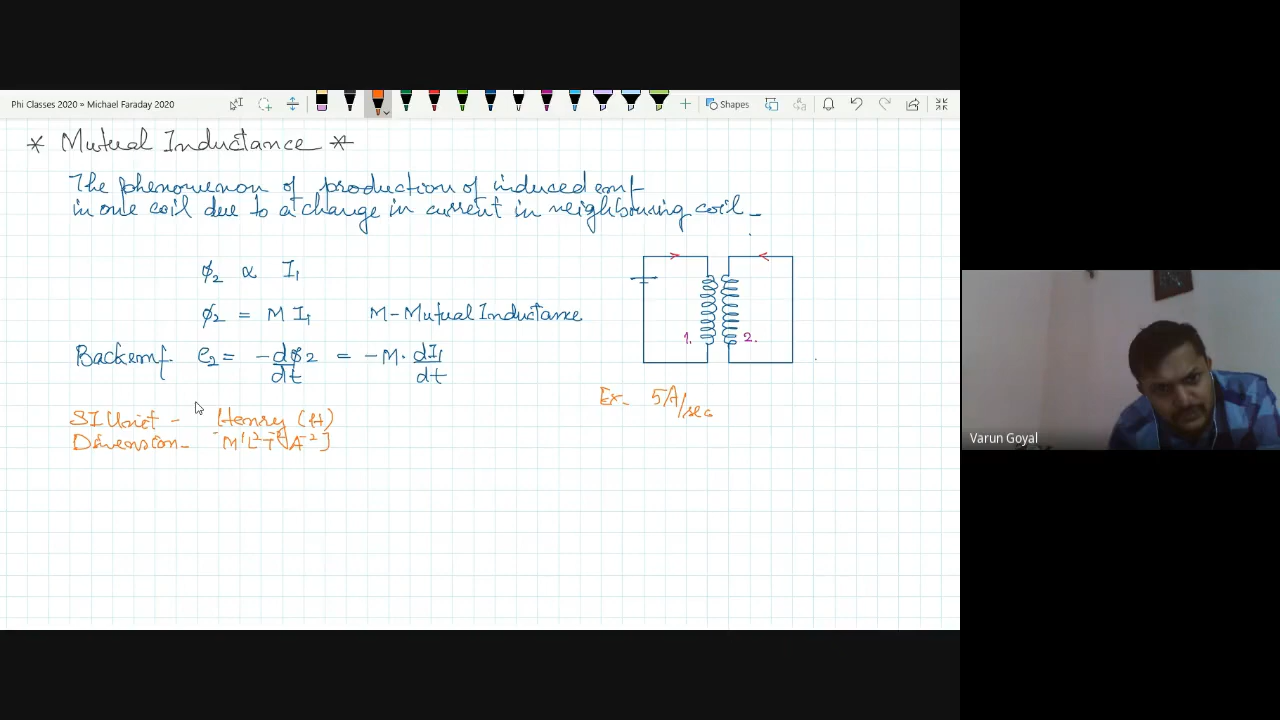 Phi Classes 2020 » Michael Faraday 2020
Shapes
* Mutual Inductance *
The phenomenon of production of induced emf
in one coil due to a change in current in neighbouring coil -
ϕ₂ ∝ I₁
ϕ₂ = M I₁ M - Mutual Inductance
Back emf. e₂ = -dϕ₂/dt = -M. dI₁/dt
1. 2.
Ex- 5A/sec
SI Unit - Henry (H)
Dimension - [M¹L²T⁻²A⁻²]
Varun Goyal